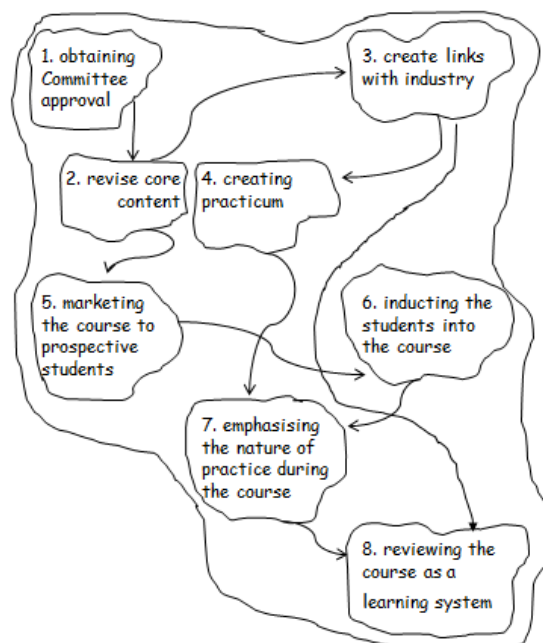 1. obtaining
Committee
approval
2. revise core
content
3. create links
with industry
4. creating
practicum
5. marketing
the course to
prospective
students
6. inducting the
students into
the course
7. emphasising
the nature of
practice during
the course
8. reviewing the
course as a
learning system